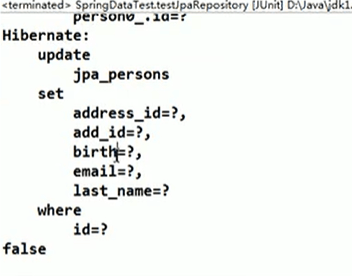 <terminated> SpringDataTest.testJpaRepository [JUnit] D:\Java\jdk1.
person0_.id=?
Hibernate:
update
jpa_persons
set
address_id=?,
add_id=?,
birth=?,
email=?,
last_name=?
where
id=?
false